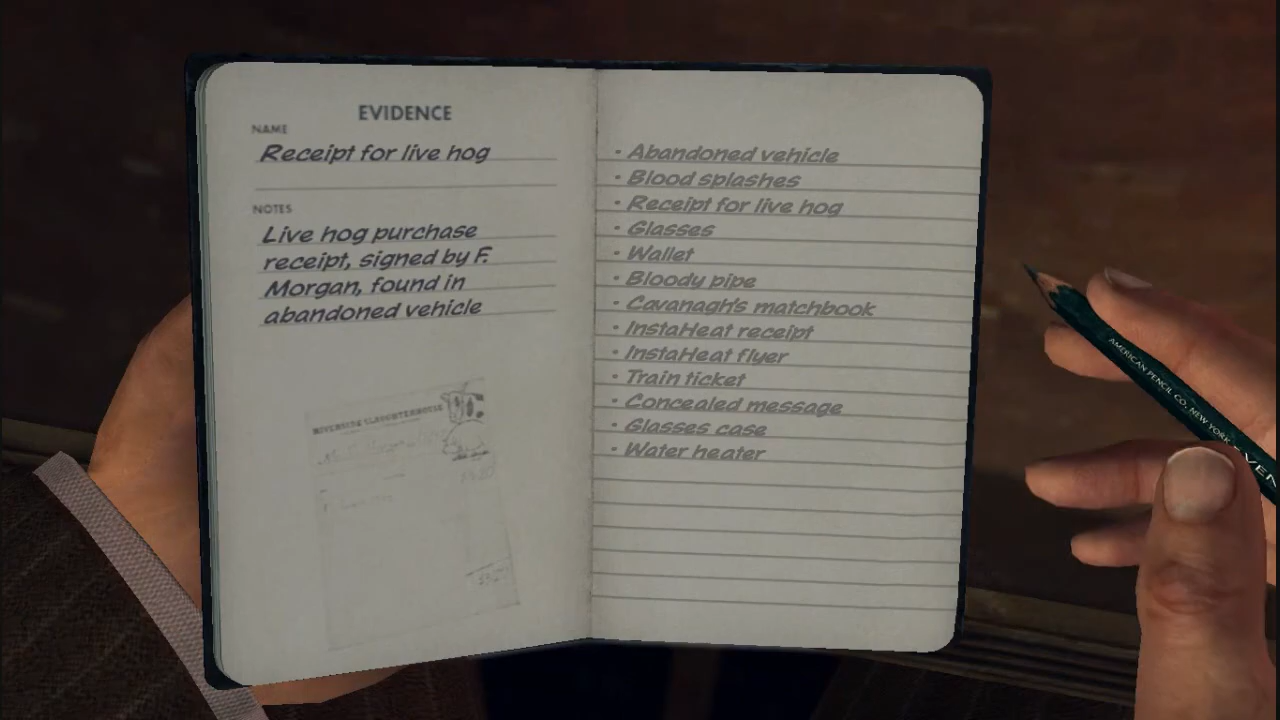 EVIDENCE
NAME
Receipt for live hog
NOTES
Live hog purchase
receipt, signed by F.
Morgan, found in
abandoned vehicle
RIVERSIDE SLAUGHTERHOUSE
• Abandoned vehicle
• Blood splashes
• Receipt for live hog
• Glasses
• Wallet
• Bloody pipe
• Cavanagh's matchbook
• InstaHeat receipt
• InstaHeat flyer
• Train ticket
• Concealed message
• Glasses case
• Water heater
AMERICAN PENCIL CO. NEW YORK